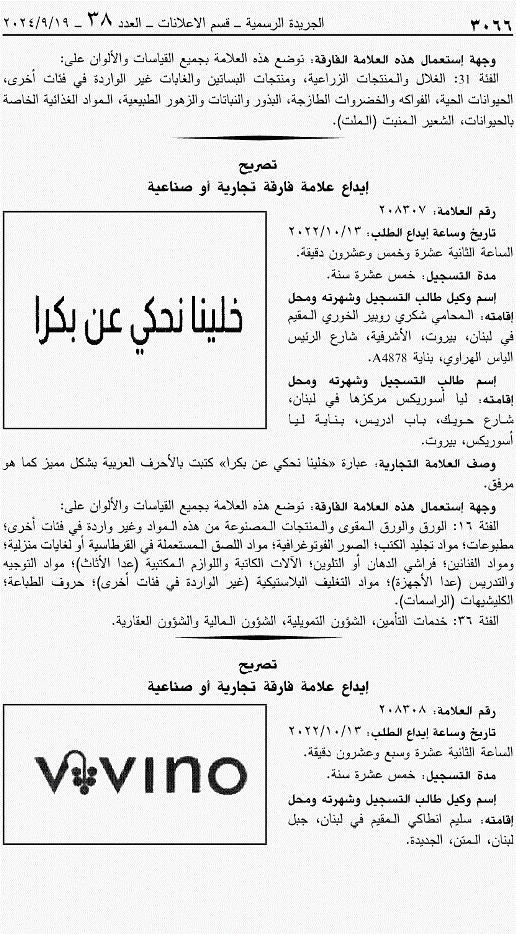 ٣٠٦٦
الجريدة الرسمية – قسم الاعلانات – العدد ٣٨ – ٢٠٢٤/٩/١٩
وجهة إستعمال هذه العلامة الفارقة: توضع هذه العلامة بجميع القياسات والألوان على:
الفئة 31: الغلال والمنتجات الزراعية، ومنتجات البساتين والغابات غير الواردة في فئات أخرى،
الحيوانات الحية، الفواكه والخضروات الطازجة، البذور والنباتات والزهور الطبيعية، المواد الغذائية الخاصة
بالحيوانات، الشعير المنبت (الملت).
تصريح
إيداع علامة فارقة تجارية أو صناعية
رقم العلامة: ٢٠٨٣٠٧
تاريخ وساعة إيداع الطلب: ٢٠٢٢/١٠/١٣
الساعة الثانية عشرة وخمس وعشرون دقيقة.
مدة التسجيل: خمس عشرة سنة.
إسم وكيل طالب التسجيل وشهرته ومحل
إقامته: المحامي شكري روبير الخوري المقيم
في لبنان، بيروت، الأشرفية، شارع الرئيس
الياس الهراوي، بناية A4878.
إسم طالب التسجيل وشهرته ومحل
إقامته: ليا أسوريكس مركزها في لبنان،
شارع حويك، باب ادريس، بناية ليا
أسوريكس، بيروت.
خلينا نحكي عن بكرا
وصف العلامة التجارية: عبارة «خلينا نحكي عن بكرا» كتبت بالأحرف العربية بشكل مميز كما هو
مرفق.
وجهة إستعمال هذه العلامة الفارقة: توضع هذه العلامة بجميع القياسات والألوان على:
الفئة ١٦: الورق والورق المقوى والمنتجات المصنوعة من هذه المواد وغير واردة في فئات أخرى؛
مطبوعات؛ مواد تجليد الكتب؛ الصور الفوتوغرافية؛ مواد اللصق المستعملة في القرطاسية أو لغايات منزلية؛
ومواد الفنانين؛ فراشي الدهان أو التلوين؛ الآلات الكاتبة واللوازم المكتبية (عدا الأثاث)؛ مواد التوجيه
والتدريس (عدا الأجهزة)؛ مواد التغليف البلاستيكية (غير الواردة في فئات أخرى)؛ حروف الطباعة؛
الكليشيهات (الراسمات).
الفئة ٣٦: خدمات التأمين، الشؤون التمويلية، الشؤون المالية والشؤون العقارية.
تصريح
إيداع علامة فارقة تجارية أو صناعية
رقم العلامة: ٢٠٨٣٠٨
تاريخ وساعة إيداع الطلب: ٢٠٢٢/١٠/١٣
الساعة الثانية عشرة وسبع وعشرون دقيقة.
مدة التسجيل: خمس عشرة سنة.
إسم وكيل طالب التسجيل وشهرته ومحل
إقامته: سليم انطاكي المقيم في لبنان، جبل
لبنان، المتن، الجديدة.
vivino